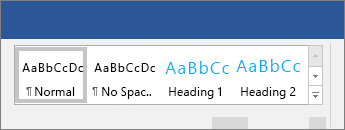 AaBbCcDc AaBbCcDc AaBbCc AaBbCc
¶ Normal ¶ No Spac... Heading 1 Heading 2